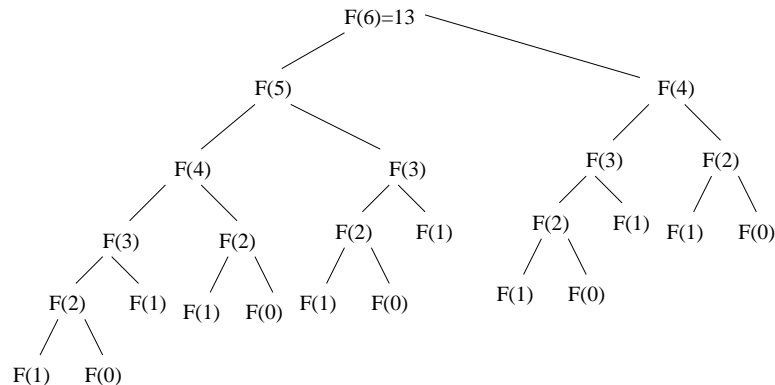 F(6)=13
F(5) F(4)
F(4) F(3) F(3) F(2)
F(3) F(2) F(2) F(1) F(2) F(1) F(1) F(0)
F(2) F(1) F(1) F(0) F(1) F(0) F(1) F(0)
F(1) F(0)